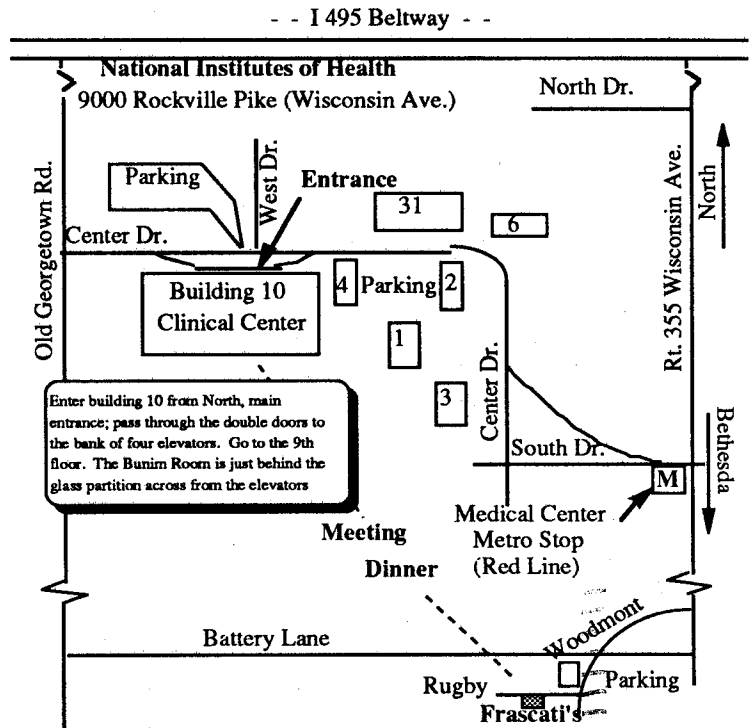 - - I 495 Beltway - -
National Institutes of Health
9000 Rockville Pike (Wisconsin Ave.)
North Dr.
Old Georgetown Rd.
Parking
West Dr.
Entrance
31
6
Rt. 355 Wisconsin Ave.
North
Center Dr.
Building 10
Clinical Center
4
Parking
2
1
3
Center Dr.
Enter building 10 from North, main
entrance; pass through the double doors to
the bank of four elevators. Go to the 9th
floor. The Bunim Room is just behind the
glass partition across from the elevators
South Dr.
M
Bethesda
Medical Center
Metro Stop
(Red Line)
Meeting
Dinner
Battery Lane
Woodmont
Rugby
Parking
Frascati's